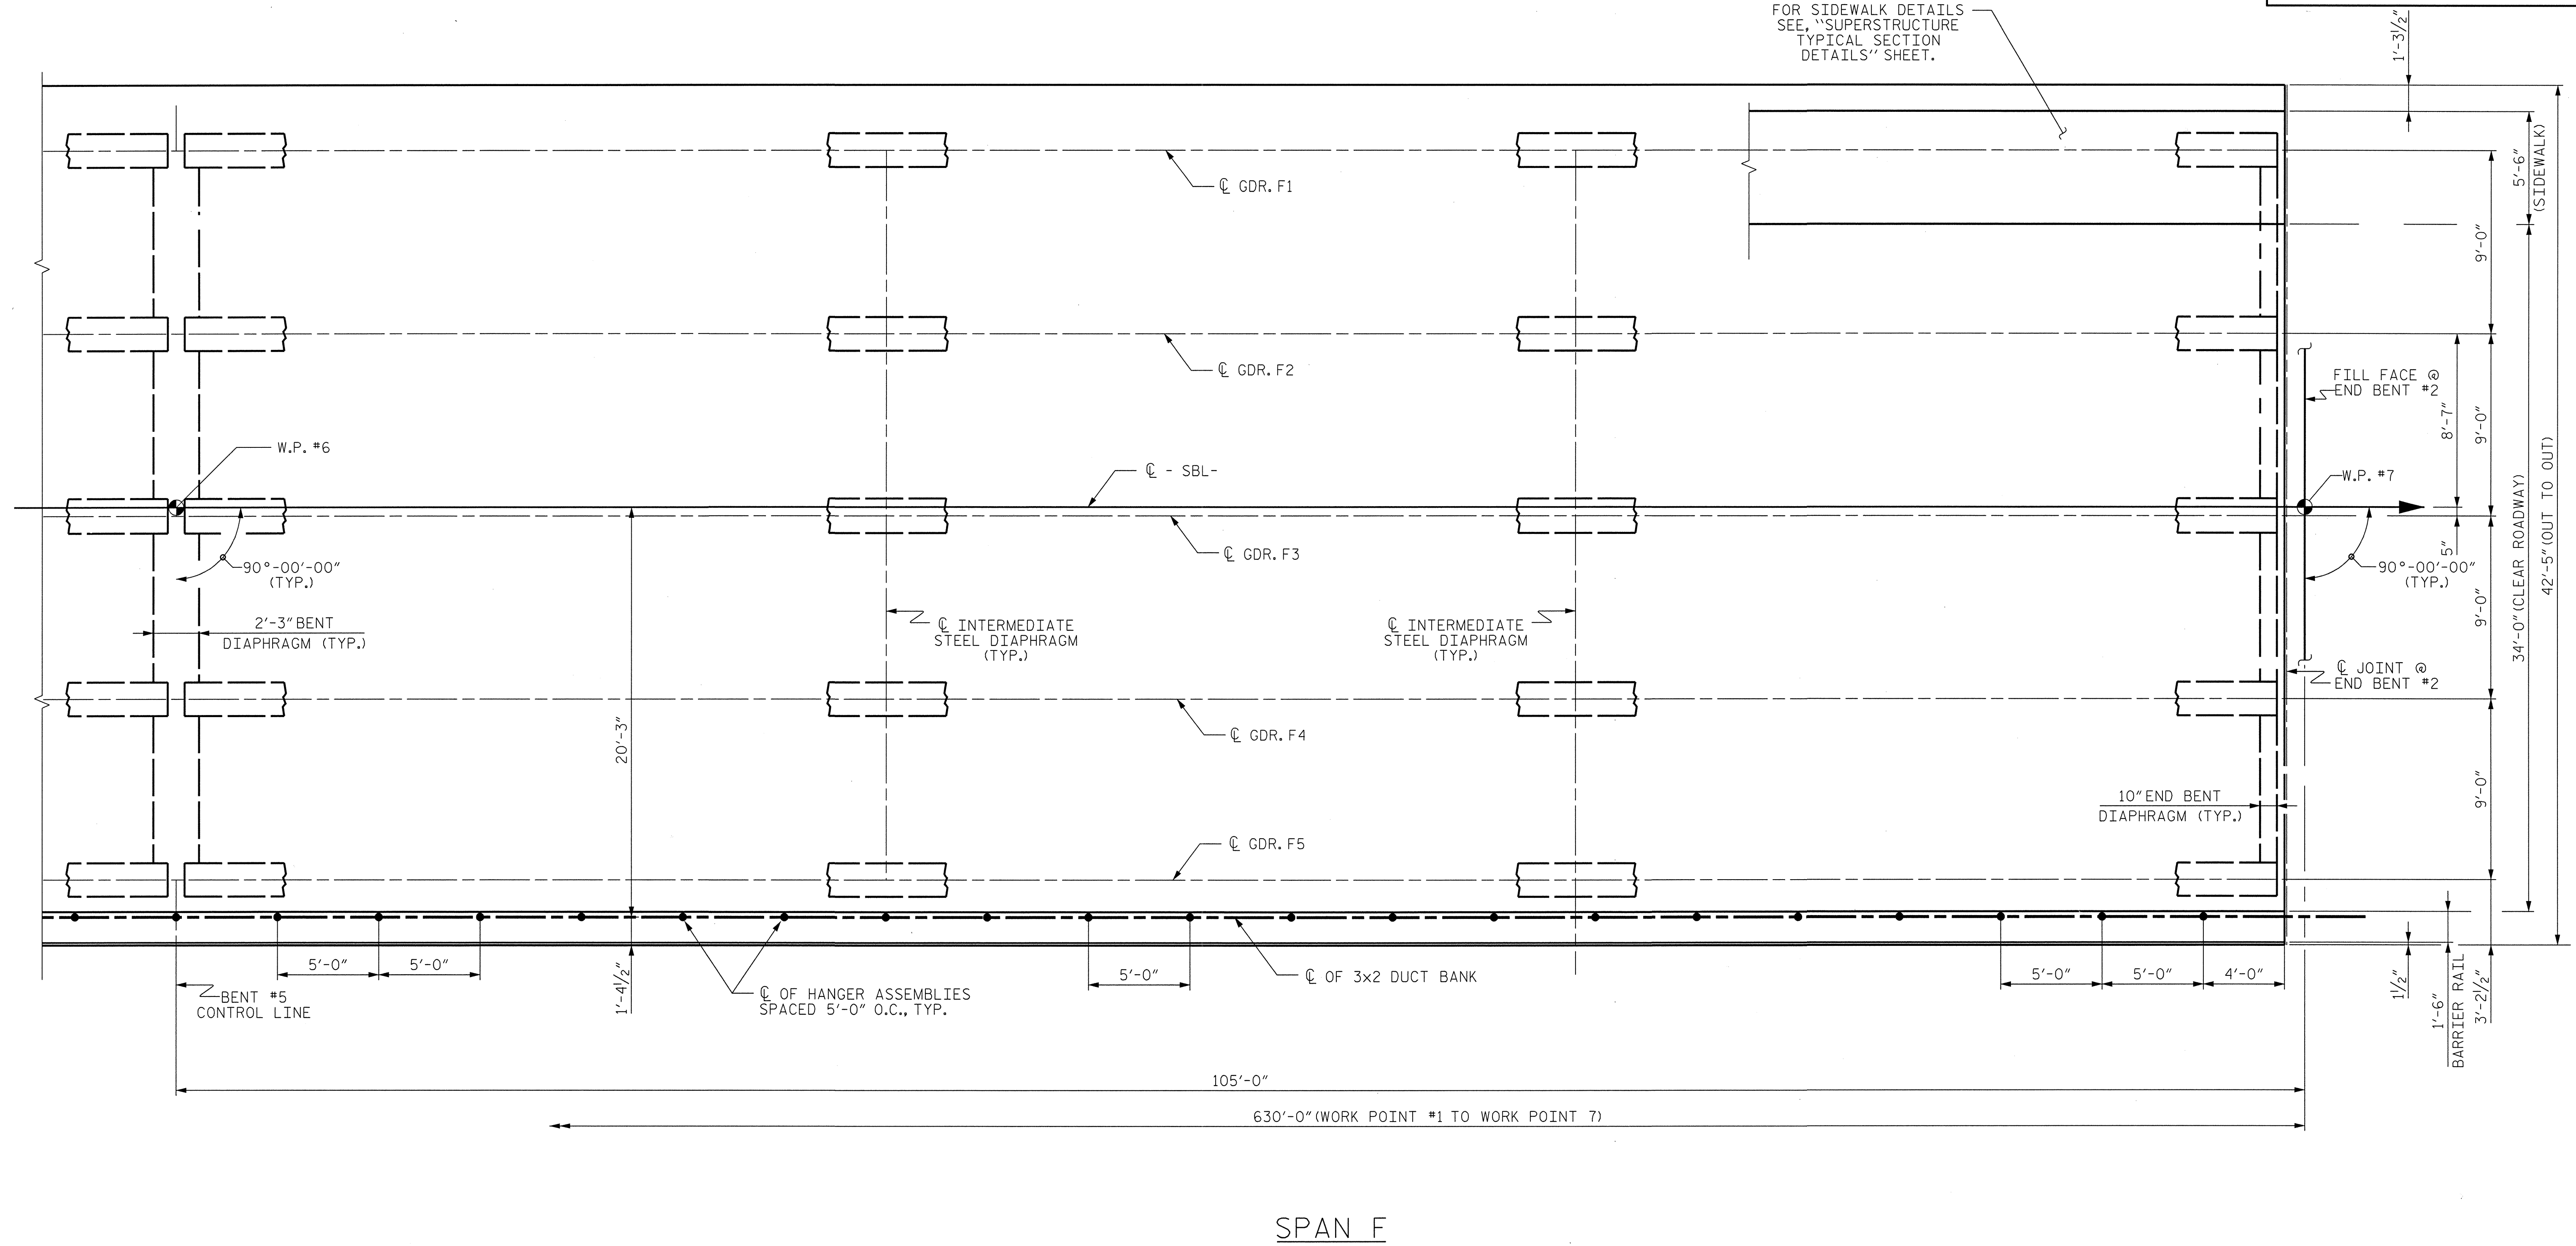 FOR SIDEWALK DETAILS
SEE, "SUPERSTRUCTURE
TYPICAL SECTION
DETAILS" SHEET.
1'-3½"
5'-6"
(SIDEWALK)
℄ GDR. F1
9'-0"
℄ GDR. F2
FILL FACE @
END BENT #2
8'-7"
9'-0"
W.P. #6
℄ - SBL-
W.P. #7
42'-5" (OUT TO OUT)
34'-0" (CLEAR ROADWAY)
℄ GDR. F3
5"
90°-00'-00"
(TYP.)
90°-00'-00"
(TYP.)
2'-3" BENT
DIAPHRAGM (TYP.)
℄ INTERMEDIATE
STEEL DIAPHRAGM
(TYP.)
℄ INTERMEDIATE
STEEL DIAPHRAGM
(TYP.)
9'-0"
℄ JOINT @
END BENT #2
20'-3"
℄ GDR. F4
9'-0"
10" END BENT
DIAPHRAGM (TYP.)
℄ GDR. F5
5'-0"
5'-0"
5'-0"
℄ OF 3x2 DUCT BANK
5'-0"
5'-0"
4'-0"
1'-4½"
℄ OF HANGER ASSEMBLIES
SPACED 5'-0" O.C., TYP.
BENT #5
CONTROL LINE
1½"
1'-6"
BARRIER RAIL
3'-2½"
105'-0"
630'-0" (WORK POINT #1 TO WORK POINT 7)
SPAN F